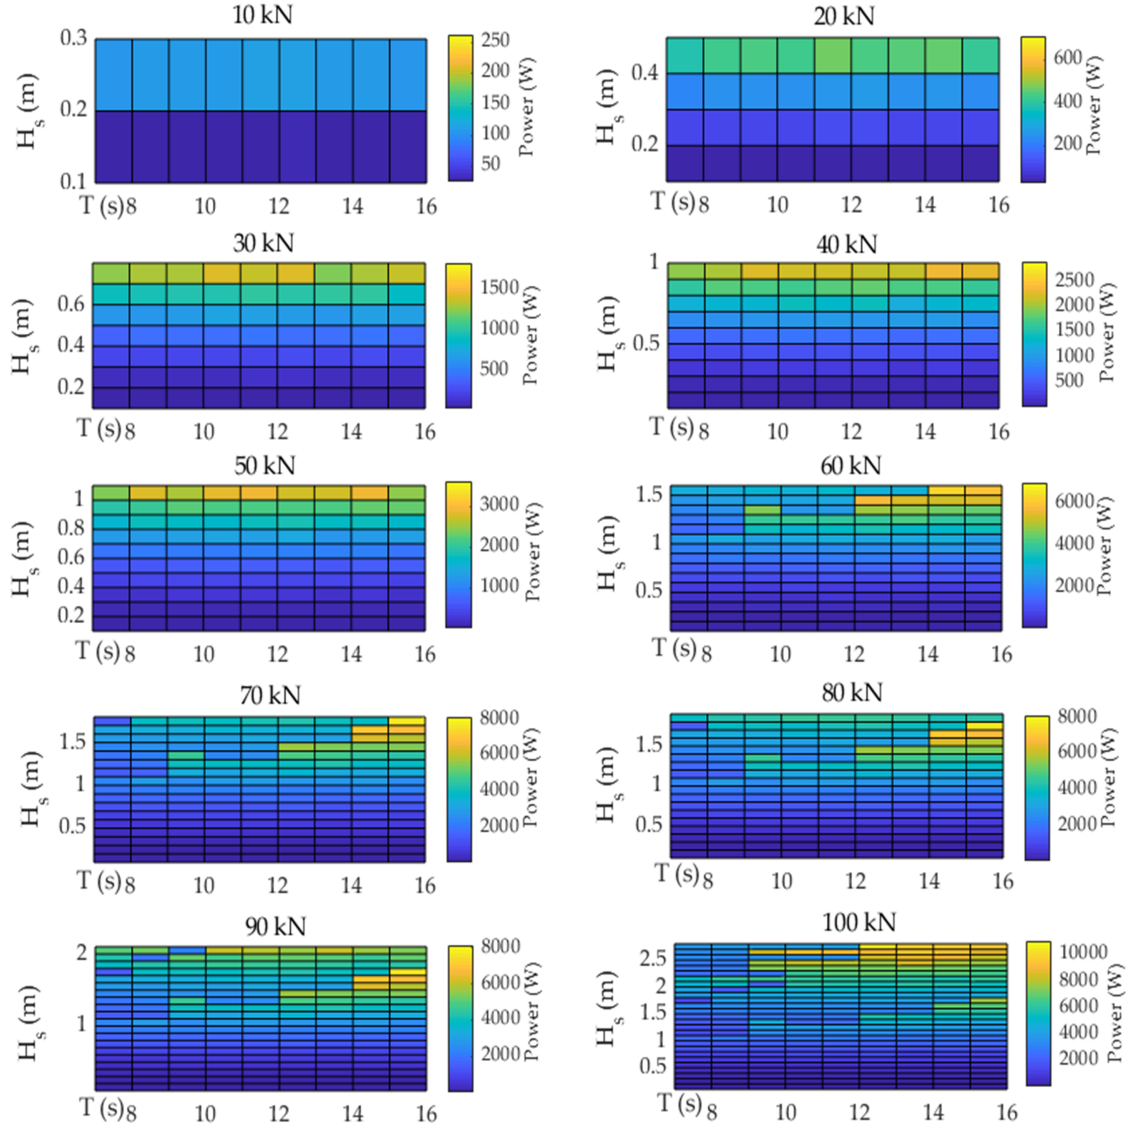 10 kN
0.3
0.2
0.1
H_s (m)
T (s) 8 10 12 14 16
250
200
150
100
50
Power (W)
20 kN
0.4
0.2
H_s (m)
T (s) 8 10 12 14 16
600
400
200
Power (W)
30 kN
0.6
0.4
0.2
H_s (m)
T (s) 8 10 12 14 16
1500
1000
500
Power (W)
40 kN
1
0.5
H_s (m)
T (s) 8 10 12 14 16
2500
2000
1500
1000
500
Power (W)
50 kN
1
0.8
0.6
0.4
0.2
H_s (m)
T (s) 8 10 12 14 16
3000
2000
1000
Power (W)
60 kN
1.5
1
0.5
H_s (m)
T (s) 8 10 12 14 16
6000
4000
2000
Power (W)
70 kN
1.5
1
0.5
H_s (m)
T (s) 8 10 12 14 16
8000
6000
4000
2000
Power (W)
80 kN
1.5
1
0.5
H_s (m)
T (s) 8 10 12 14 16
8000
6000
4000
2000
Power (W)
90 kN
2
1
H_s (m)
T (s) 8 10 12 14 16
8000
6000
4000
2000
Power (W)
100 kN
2.5
2
1.5
1
0.5
H_s (m)
T (s) 8 10 12 14 16
10000
8000
6000
4000
2000
Power (W)